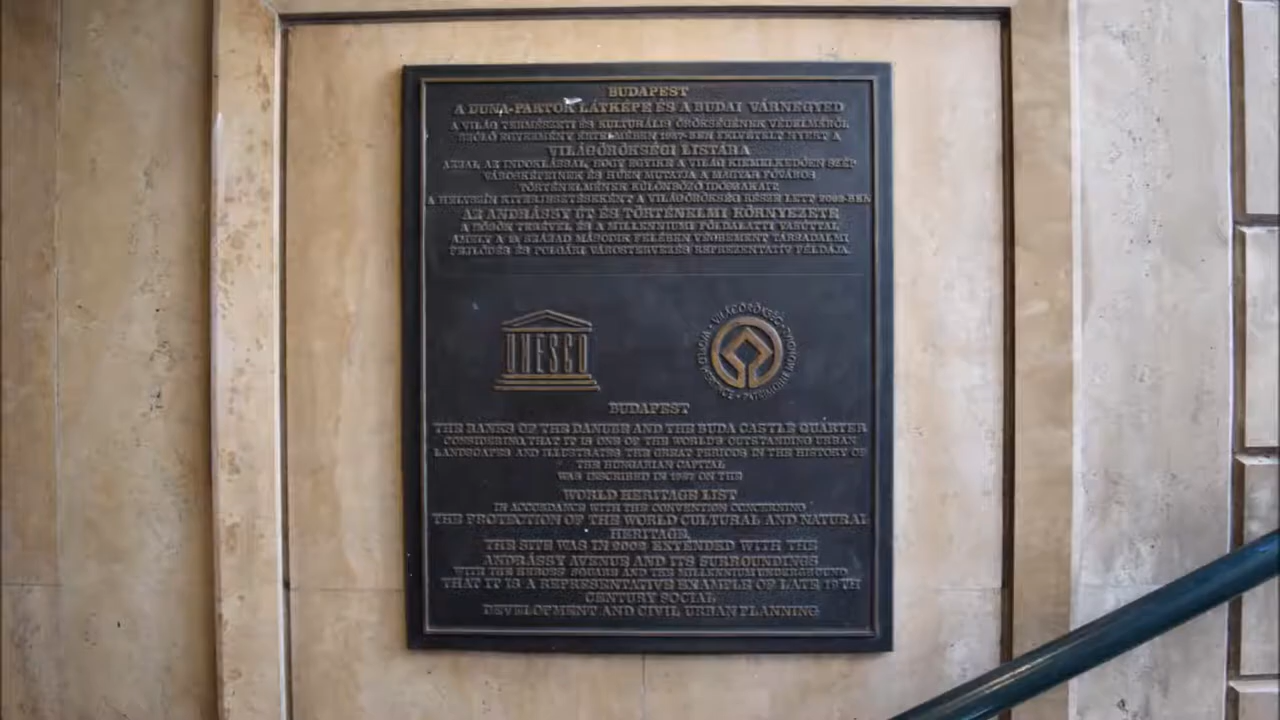 BUDAPEST
A DUNA-PARTOK LÁTKÉPE ÉS A BUDAI VÁRNEGYED
A VILÁG TERMÉSZETI ÉS KULTURÁLIS ÖRÖKSÉGÉNEK VÉDELMÉRŐL
SZÓLÓ EGYEZMÉNY ÉRTELMÉBEN 1987-BEN FELVÉTELT NYERT A
VILÁGÖRÖKSÉGI LISTÁRA
AZZAL AZ INDOKLÁSSAL, HOGY EGYIKE A VILÁG KIEMELKEDŐEN SZÉP
VÁROSKÉPEINEK ÉS HŰEN MUTATJA A MAGYAR FŐVÁROS
TÖRTÉNELMÉNEK KÜLÖNBÖZŐ IDŐSZAKAIT.
A HELYSZÍN KITERJESZTÉSEKÉNT A VILÁGÖRÖKSÉG RÉSZE LETT 2002-BEN
AZ ANDRÁSSY ÚT ÉS TÖRTÉNELMI KÖRNYEZETE
A HŐSÖK TERÉVEL ÉS A MILLENNIUMI FÖLDALATTI VASÚTTAL,
AMELY A 19. SZÁZAD MÁSODIK FELÉBEN VÉGBEMENT TÁRSADALMI
FEJLŐDÉS ÉS POLGÁRI VÁROSTERVEZÉS REPREZENTATÍV PÉLDÁJA.
UNESCO
VILÁGÖRÖKSÉG • PATRIMOINE MONDIAL
BUDAPEST
THE BANKS OF THE DANUBE AND THE BUDA CASTLE QUARTER
CONSIDERING, THAT IT IS ONE OF THE WORLD'S OUTSTANDING URBAN
LANDSCAPES AND ILLUSTRATES THE GREAT PERIODS IN THE HISTORY OF
THE HUNGARIAN CAPITAL
WAS INSCRIBED IN 1987 ON THE
WORLD HERITAGE LIST
IN ACCORDANCE WITH THE CONVENTION CONCERNING
THE PROTECTION OF THE WORLD CULTURAL AND NATURAL
HERITAGE,
THE SITE WAS IN 2002 EXTENDED WITH THE
ANDRÁSSY AVENUE AND ITS SURROUNDINGS
WITH THE HEROES' SQUARE AND THE MILLENNIUM UNDERGROUND
THAT IT IS A REPRESENTATIVE EXAMPLE OF LATE 19TH
CENTURY SOCIAL
DEVELOPMENT AND CIVIL URBAN PLANNING